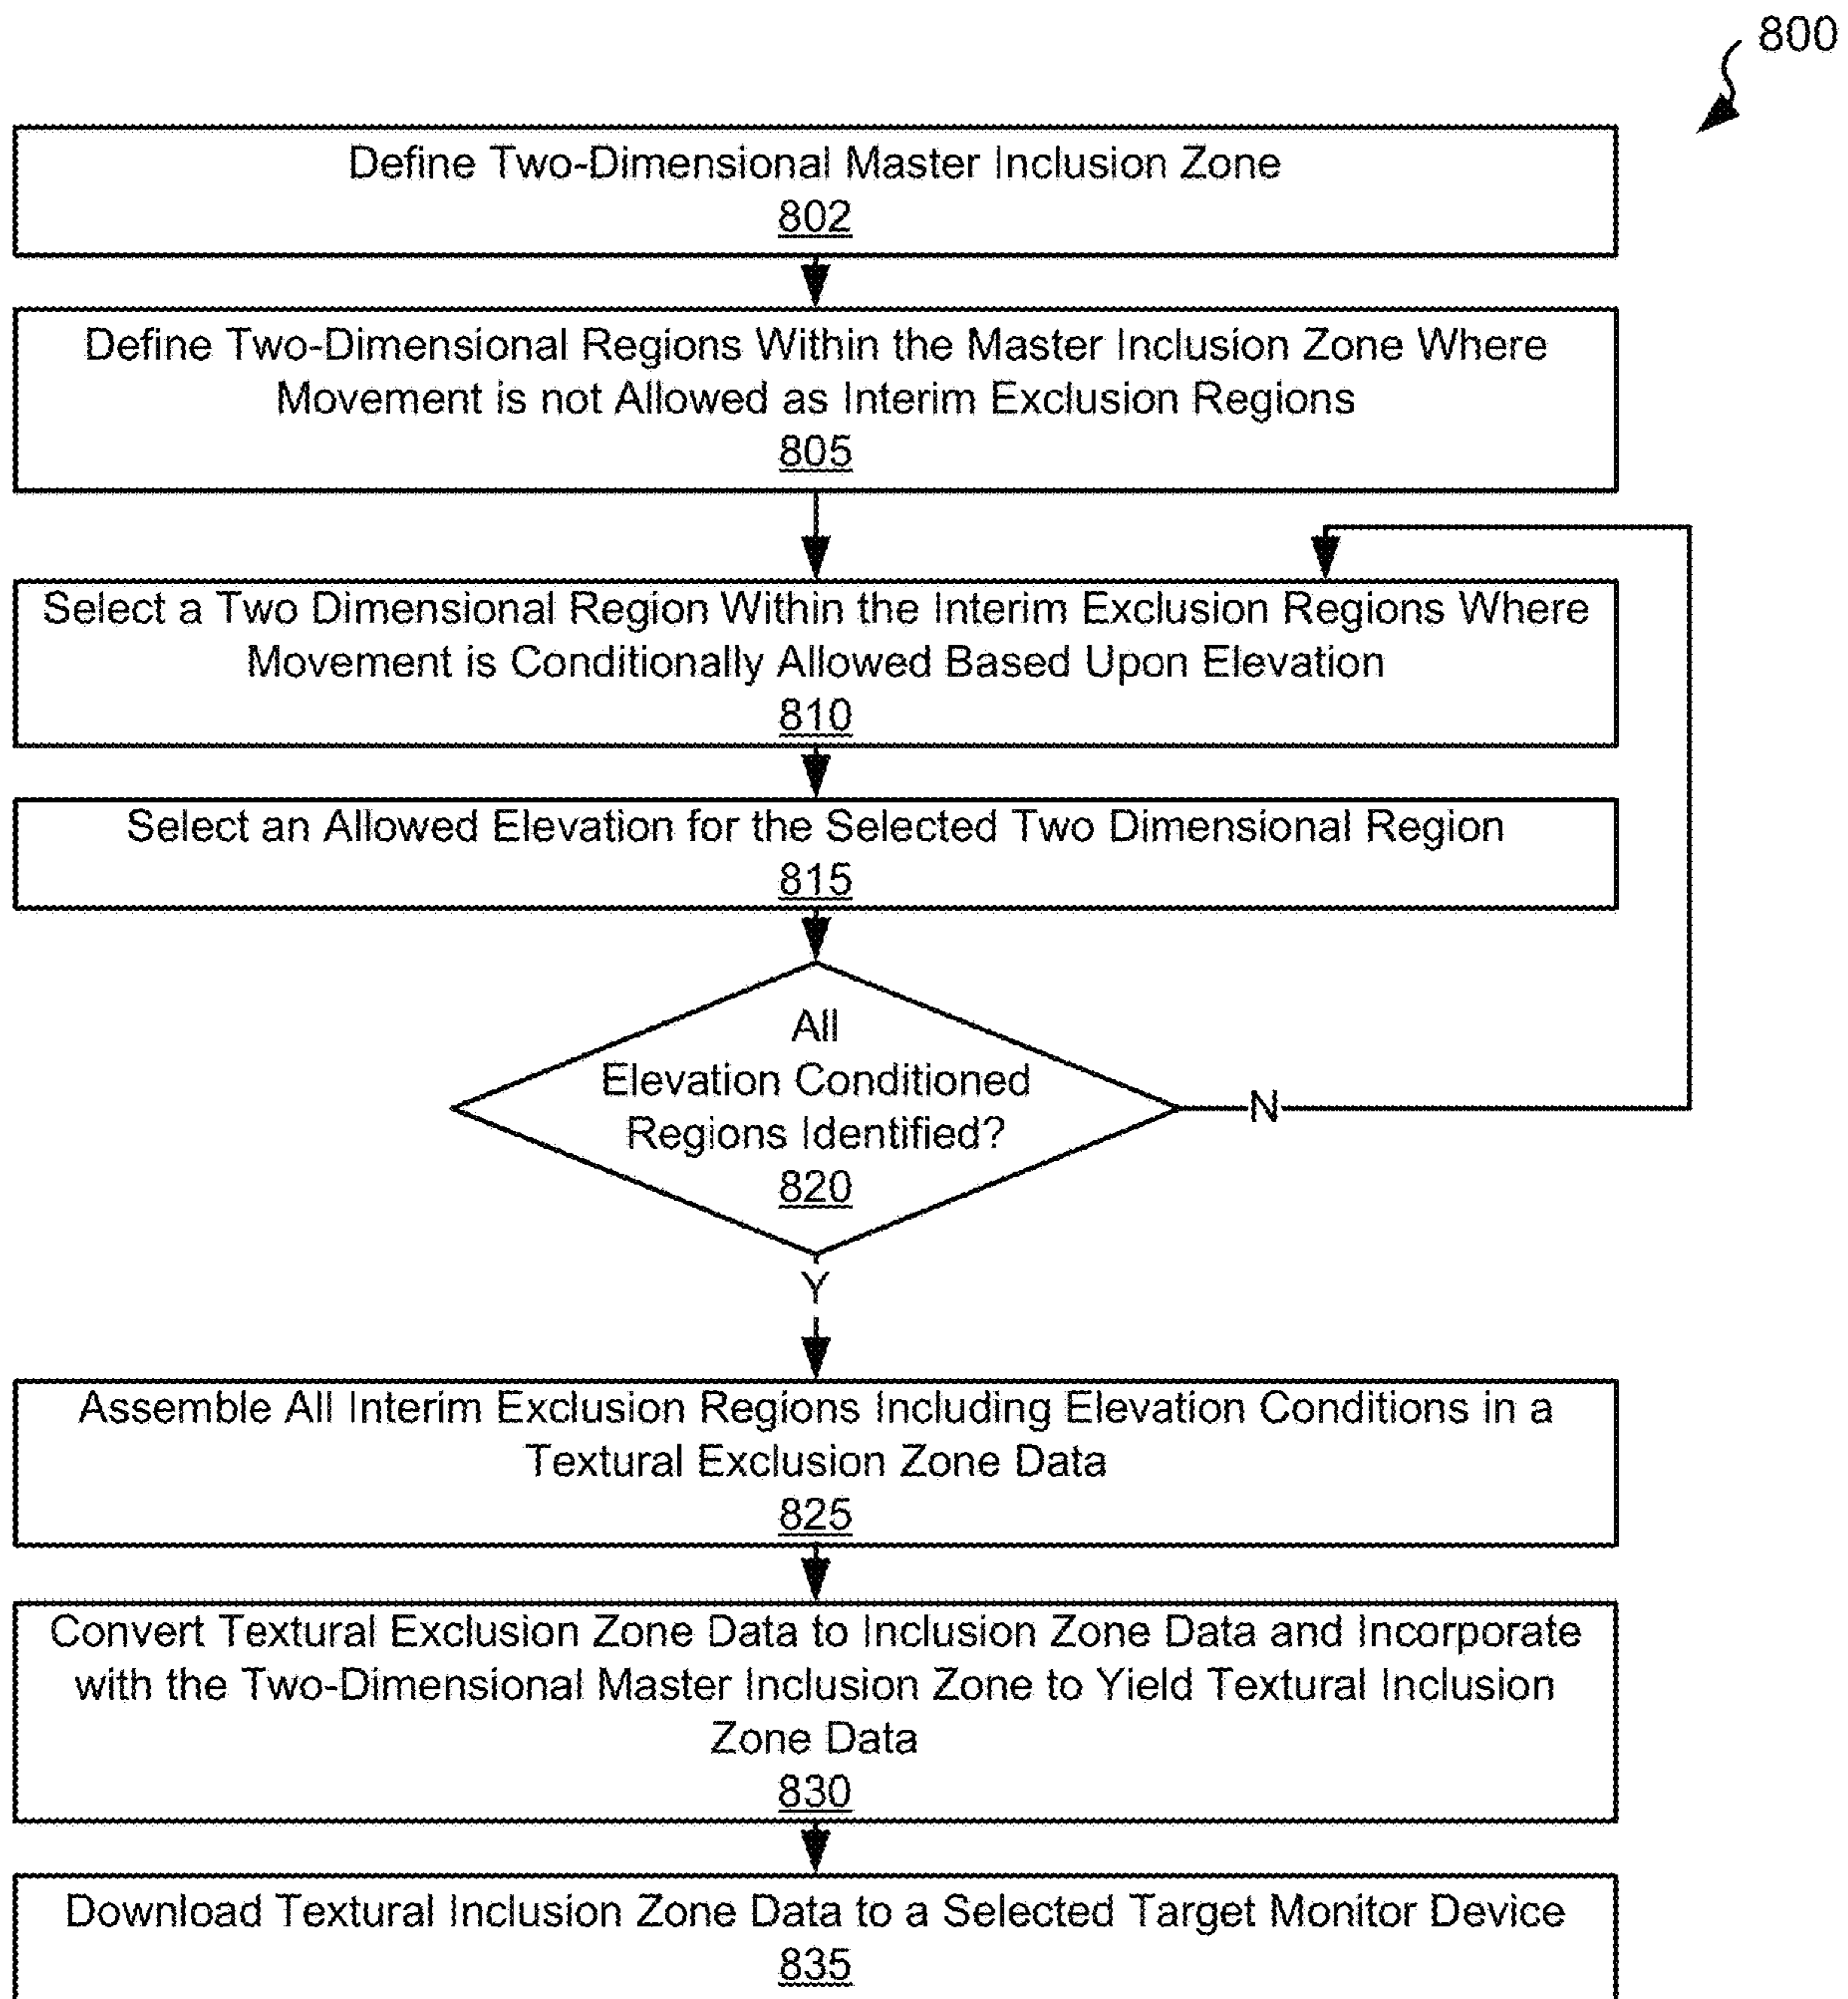 800
Define Two-Dimensional Master Inclusion Zone
802
Define Two-Dimensional Regions Within the Master Inclusion Zone Where
Movement is not Allowed as Interim Exclusion Regions
805
Select a Two Dimensional Region Within the Interim Exclusion Regions Where
Movement is Conditionally Allowed Based Upon Elevation
810
Select an Allowed Elevation for the Selected Two Dimensional Region
815
All
Elevation Conditioned
Regions Identified?
820
N
Y
Assemble All Interim Exclusion Regions Including Elevation Conditions in a
Textural Exclusion Zone Data
825
Convert Textural Exclusion Zone Data to Inclusion Zone Data and Incorporate
with the Two-Dimensional Master Inclusion Zone to Yield Textural Inclusion
Zone Data
830
Download Textural Inclusion Zone Data to a Selected Target Monitor Device
835